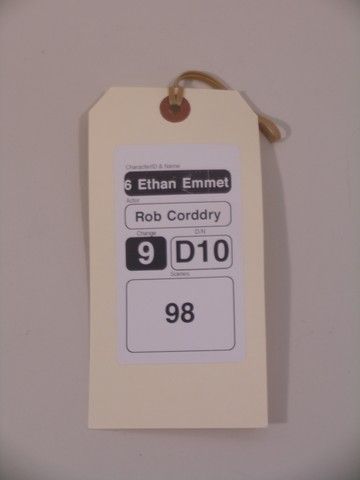 Character/ID & Name
6 Ethan Emmet
Actor
Rob Corddry
Change D/N
9 D10
Scenes
98